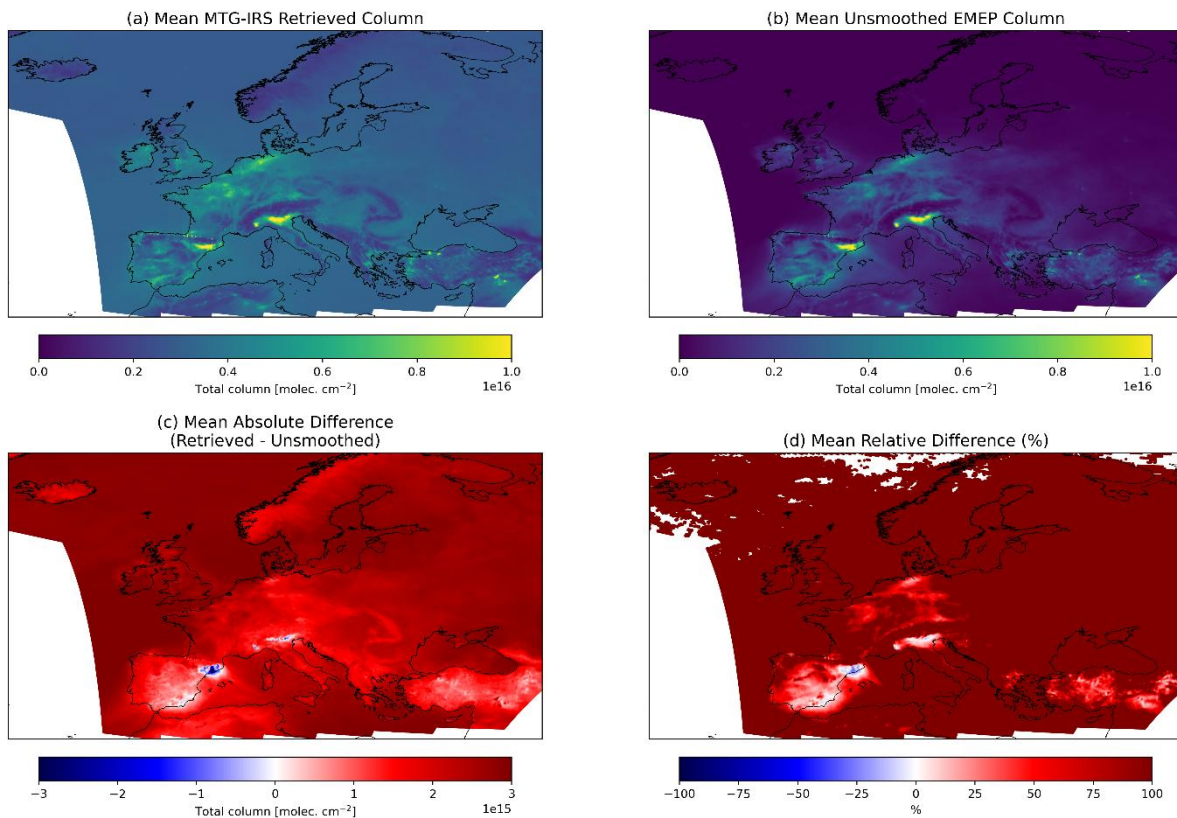 (a) Mean MTG-IRS Retrieved Column
(b) Mean Unsmoothed EMEP Column
0.0 0.2 0.4 0.6 0.8 1.0
Total column [molec. cm⁻²]
1e16
0.0 0.2 0.4 0.6 0.8 1.0
Total column [molec. cm⁻²]
1e16
(c) Mean Absolute Difference
(Retrieved - Unsmoothed)
(d) Mean Relative Difference (%)
−3 −2 −1 0 1 2 3
Total column [molec. cm⁻²]
1e15
−100 −75 −50 −25 0 25 50 75 100
%